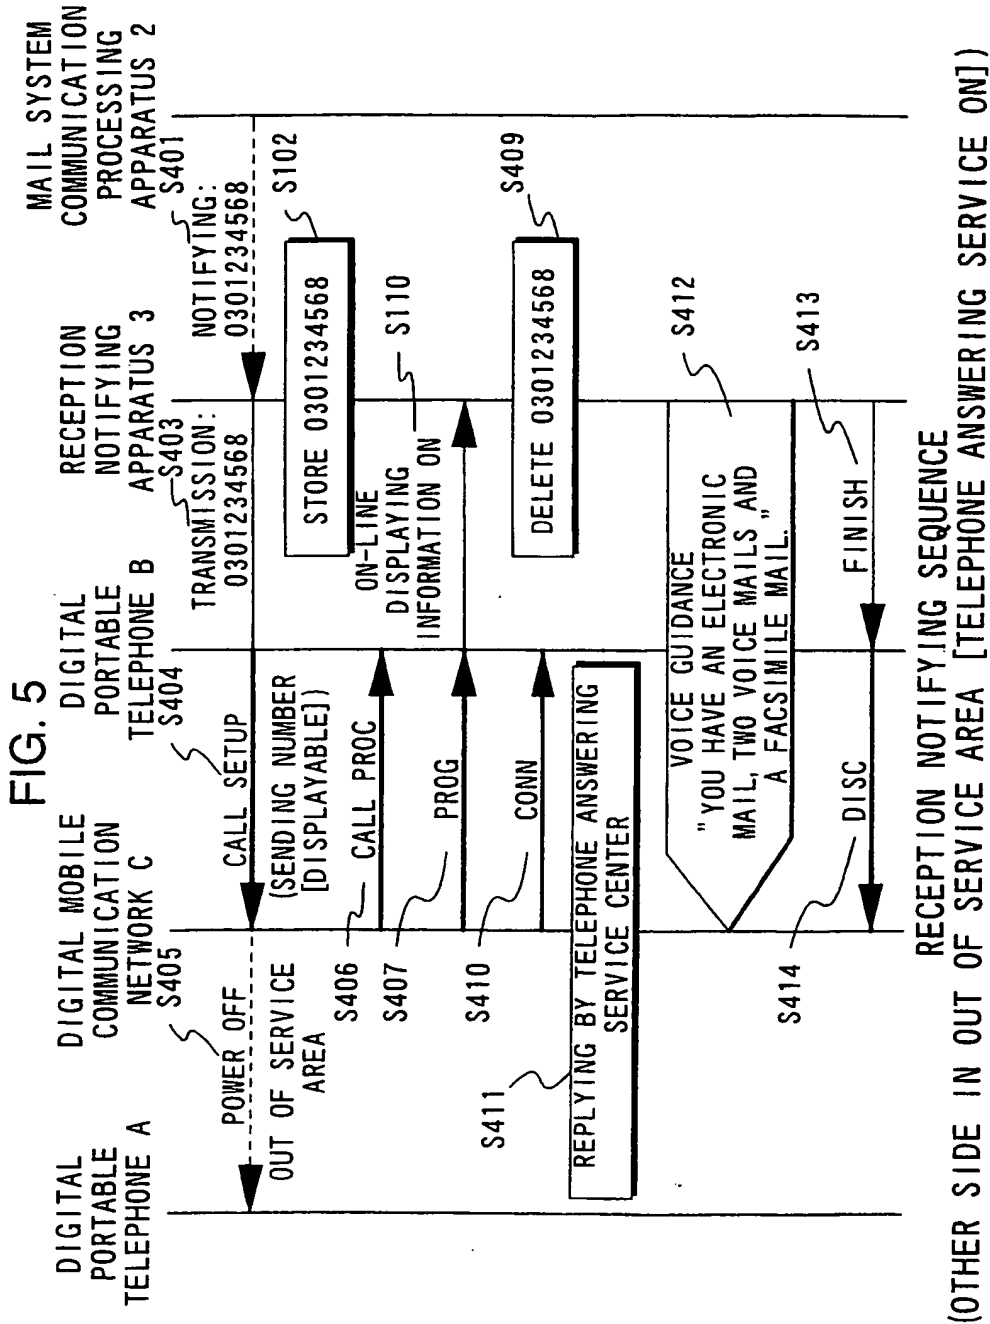 FIG. 5
DIGITAL
PORTABLE
TELEPHONE A
DIGITAL MOBILE
COMMUNICATION
NETWORK C
DIGITAL
PORTABLE
TELEPHONE B
RECEPTION
NOTIFYING
APPARATUS 3
MAIL SYSTEM
COMMUNICATION
PROCESSING
APPARATUS 2
S405
S404
S403
S401
POWER OFF
CALL SETUP
TRANSMISSION:
0301234568
NOTIFYING:
0301234568
OUT OF SERVICE
AREA
(SENDING NUMBER
[DISPLAYABLE])
STORE 0301234568
S102
S406
CALL PROC
ON-LINE
DISPLAYING
INFORMATION ON
S110
S407
PROG
S410
CONN
DELETE 0301234568
S409
S411
REPLYING BY TELEPHONE ANSWERING
SERVICE CENTER
VOICE GUIDANCE
"YOU HAVE AN ELECTRONIC
MAIL, TWO VOICE MAILS AND
A FACSIMILE MAIL."
S412
S414
DISC
FINISH
S413
RECEPTION NOTIFYING SEQUENCE
(OTHER SIDE IN OUT OF SERVICE AREA [TELEPHONE ANSWERING SERVICE ON])